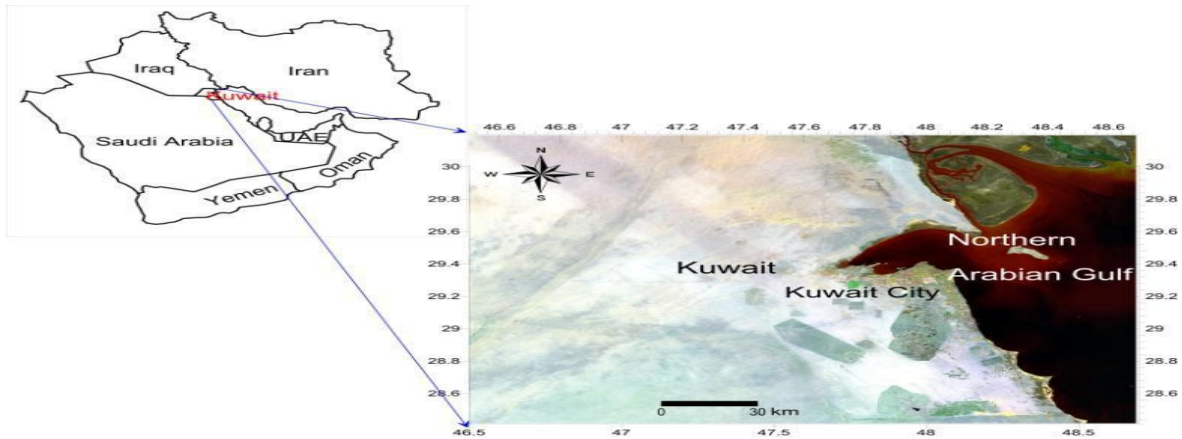 Iraq
Iran
Kuwait
Saudi Arabia
UAE
Oman
Yemen
46.6 46.8 47 47.2 47.4 47.6 47.8 48 48.2 48.4 48.6
N
W E
S
30 30
29.8 29.8
29.6 29.6
Northern
29.4 29.4
Kuwait
Arabian Gulf
29.2 29.2
Kuwait City
29 29
28.8 28.8
28.6 28.6
0 30 km
46.5 47 47.5 48 48.5